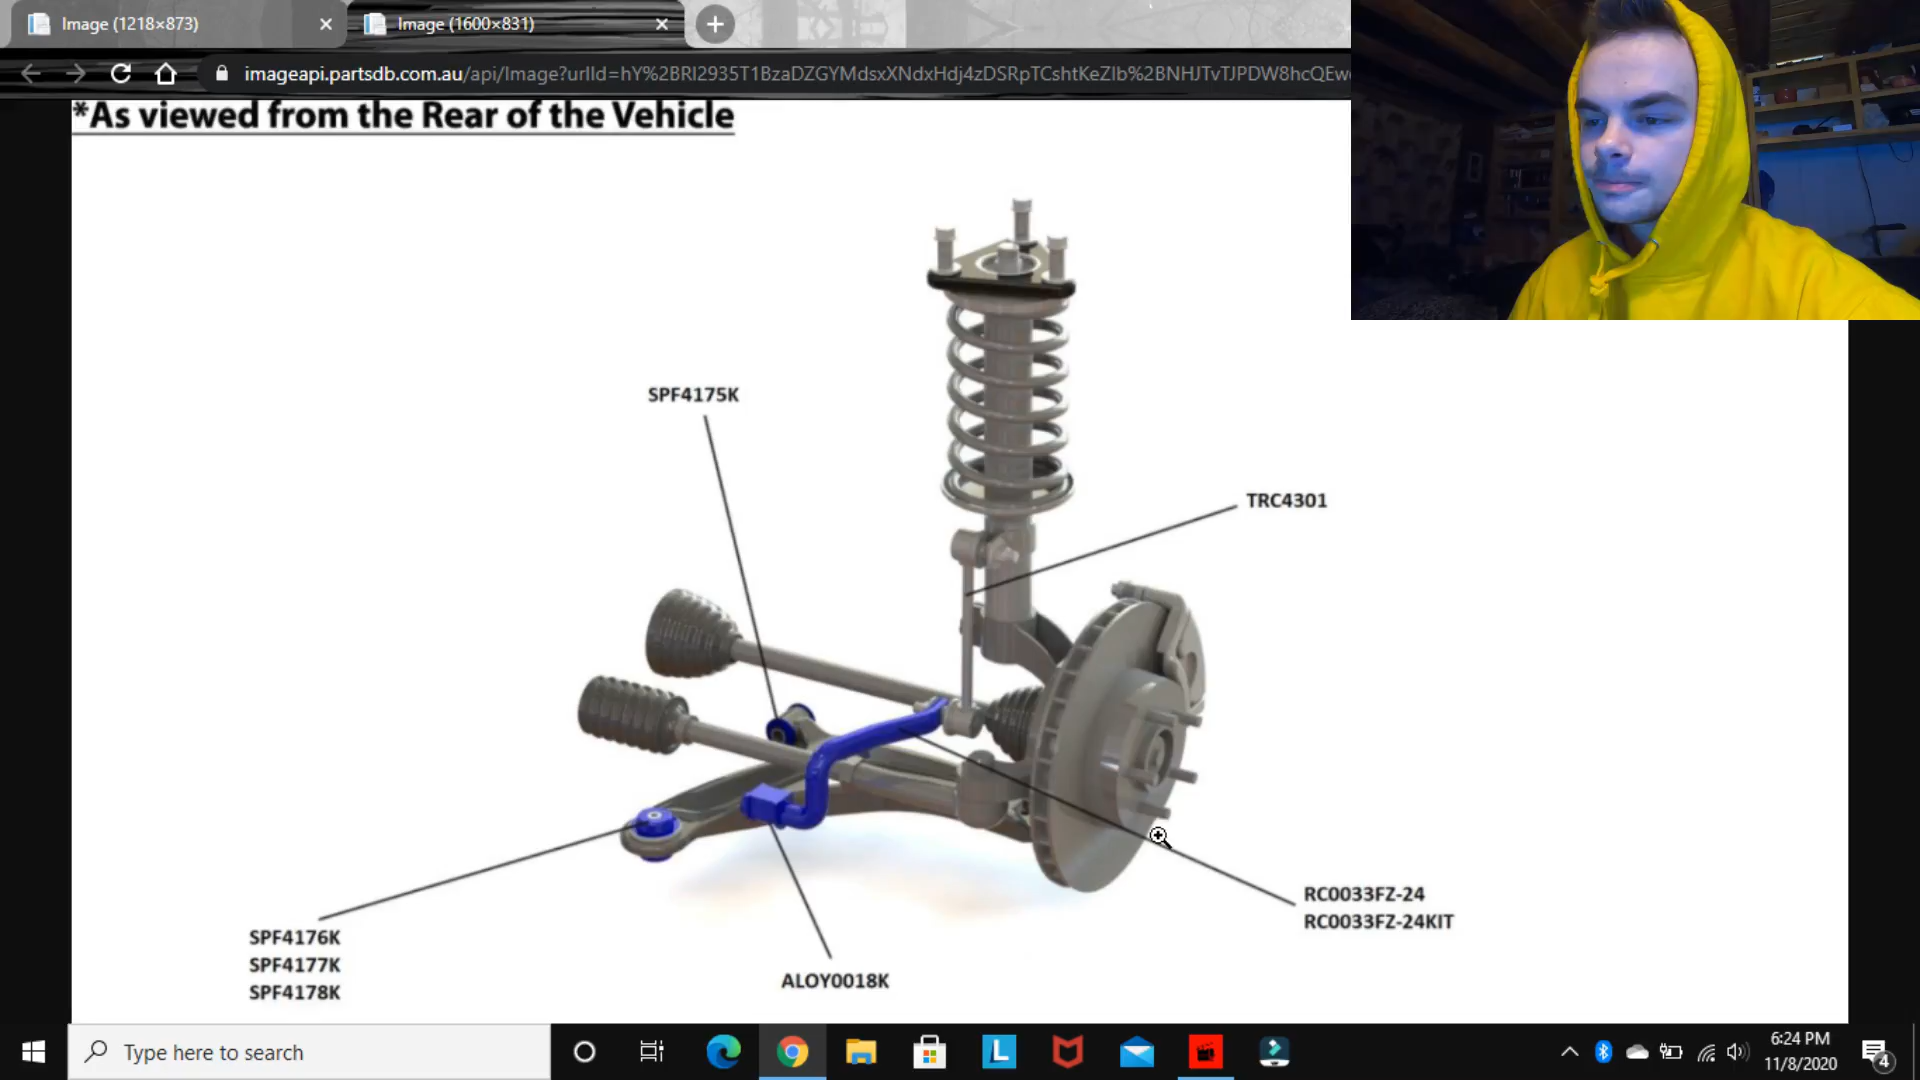 Image (1218×873)
Image (1600×831)
imageapi.partsdb.com.au/api/Image?urlId=hY%2BRI2935T1BzaDZGYMdsxXNdxHdj4zDSRpTCshtKeZIb%2BNHJTvTJPDW8hcQEw
*As viewed from the Rear of the Vehicle
SPF4175K
TRC4301
RC0033FZ-24
RC0033FZ-24KIT
SPF4176K
SPF4177K
SPF4178K
ALOY0018K
Type here to search
L
6:24 PM
11/8/2020
4